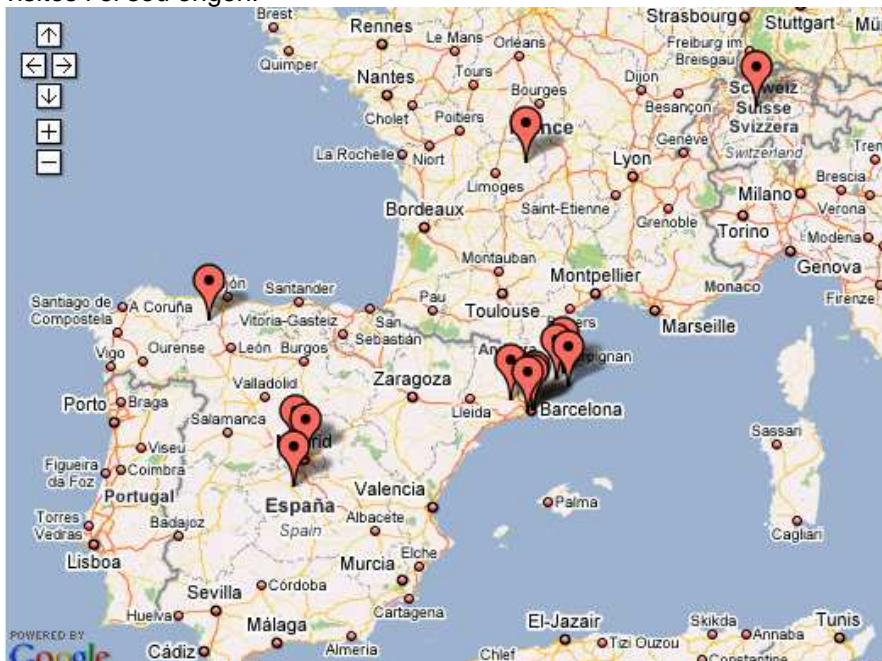 Brest
Rennes
Strasbourg
Stuttgart
Le Mans
Orléans
Freiburg im
Breisgau
Quimper
Tours
Dijon
Nantes
Bourges
Besançon
Suisse
Svizzera
Switzerland
Cholet
Poitiers
La Rochelle
Niort
Genève
Lyon
Limoges
Saint-Etienne
Grenoble
Milano
Brescia
Verona
Torino
Modena
Genova
Bordeaux
Montauban
Montpellier
Monaco
Firenze
Santander
A Coruña
Santiago de
Compostela
Vitoria-Gasteiz
San
Sebastián
Pau
Toulouse
Marseille
Vigo
Ourense
León
Burgos
Valladolid
Zaragoza
Lleida
Barcelona
Porto
Braga
Salamanca
Viseu
Figueira
da Foz
Coimbra
Portugal
España
Spain
Valencia
Palma
Sassari
Torres
Vedras
Badajoz
Albacete
Cagliari
Lisboa
Elche
Murcia
Córdoba
Sevilla
Cartagena
Huelva
Málaga
Almeria
El-Jazair
Skikda
Annaba
Tunis
Tizi Ouzou
Cádiz
Chlef
Constantine
POWERED BY
Google